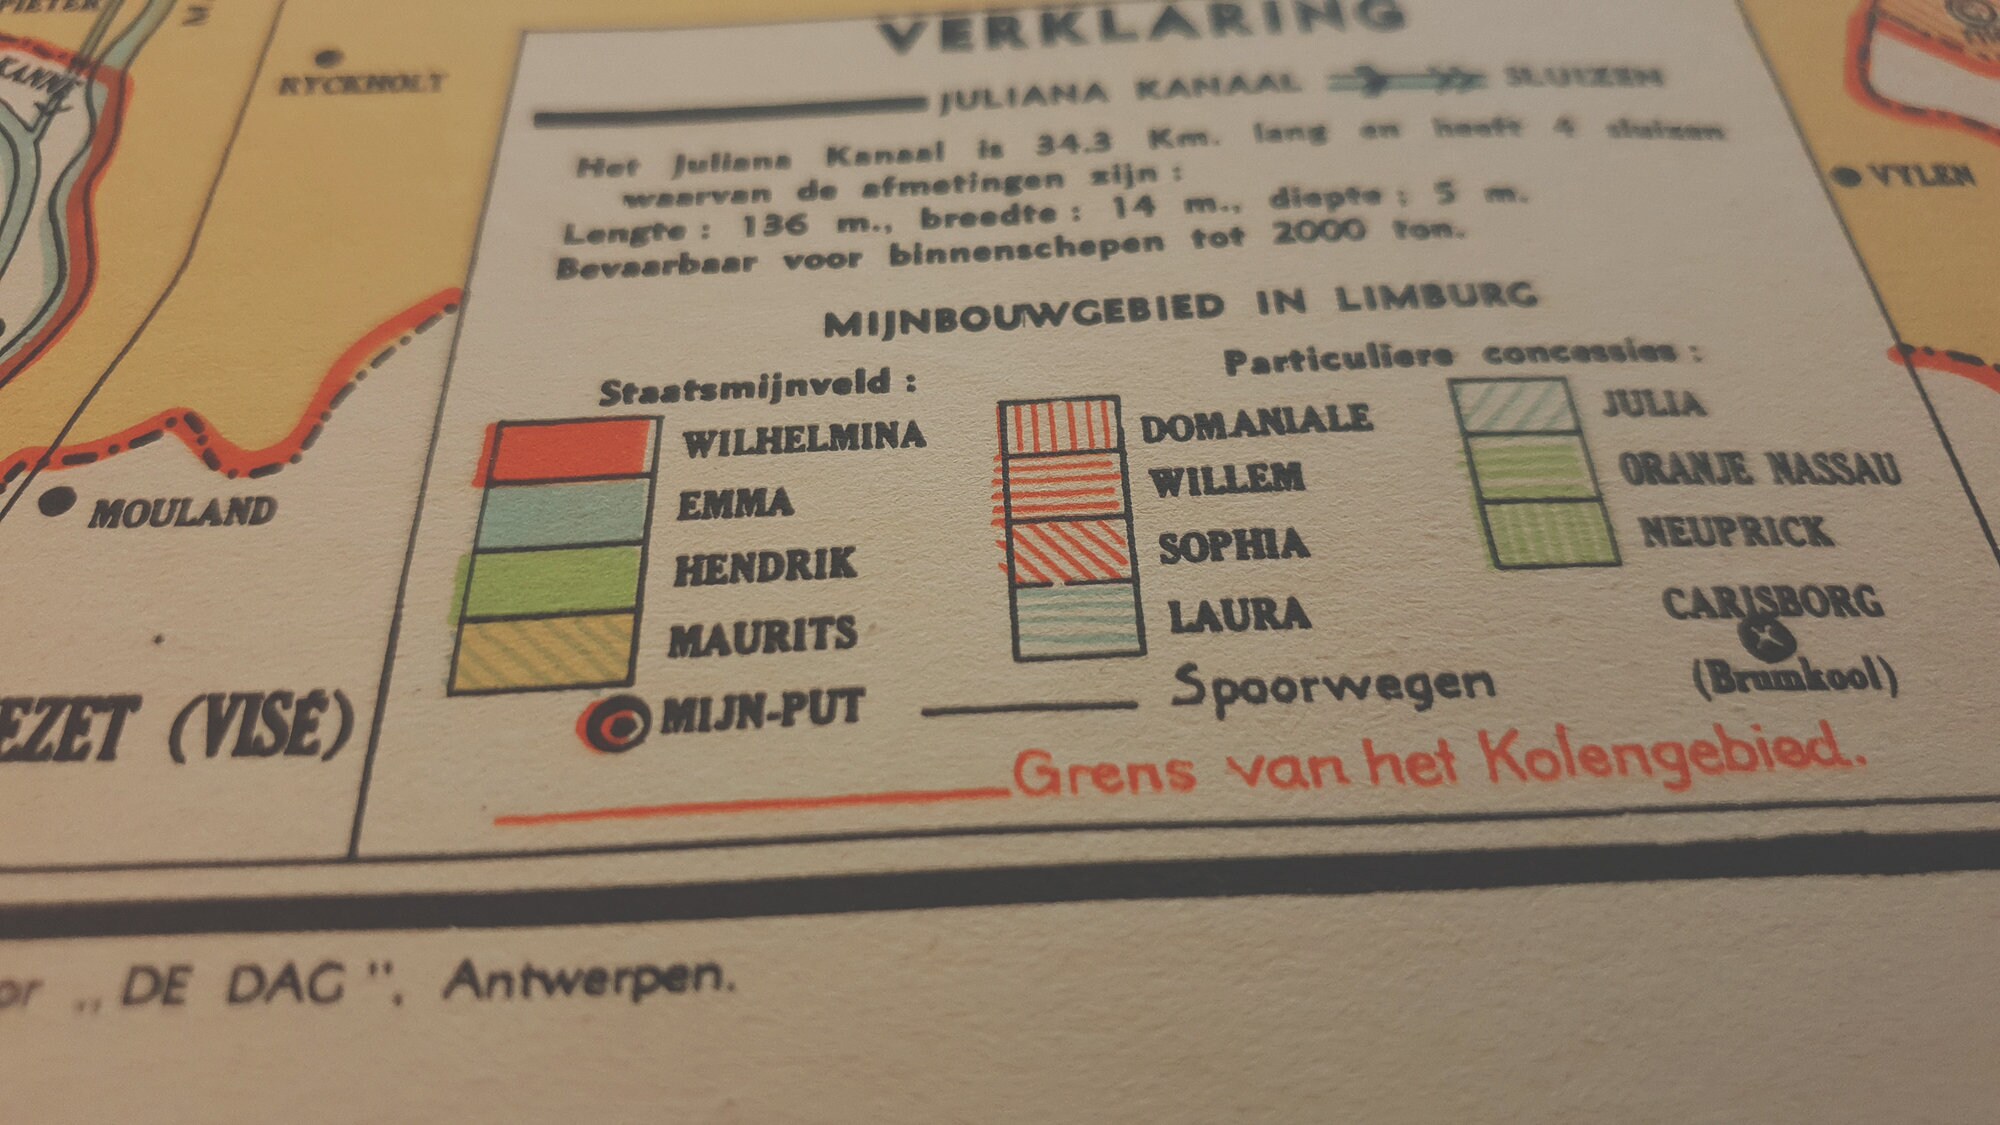 KANNE
RYCKHOLT
MOULAND
EZET (VISÉ)
VYLEN
VERKLARING
JULIANA KANAAL SLUIZEN
Het Juliana Kanaal is 34.3 Km. lang en heeft 4 sluizen
waarvan de afmetingen zijn :
Lengte : 136 m., breedte : 14 m., diepte : 5 m.
Bevaarbaar voor binnenschepen tot 2000 ton.
MIJNBOUWGEBIED IN LIMBURG
Staatsmijnveld :
WILHELMINA
EMMA
HENDRIK
MAURITS
MIJN-PUT
Particuliere concessies :
DOMANIALE
WILLEM
SOPHIA
LAURA
JULIA
ORANJE NASSAU
NEUPRICK
CARISBORG
(Bruinkool)
Spoorwegen
Grens van het Kolengebied.
or „DE DAG", Antwerpen.